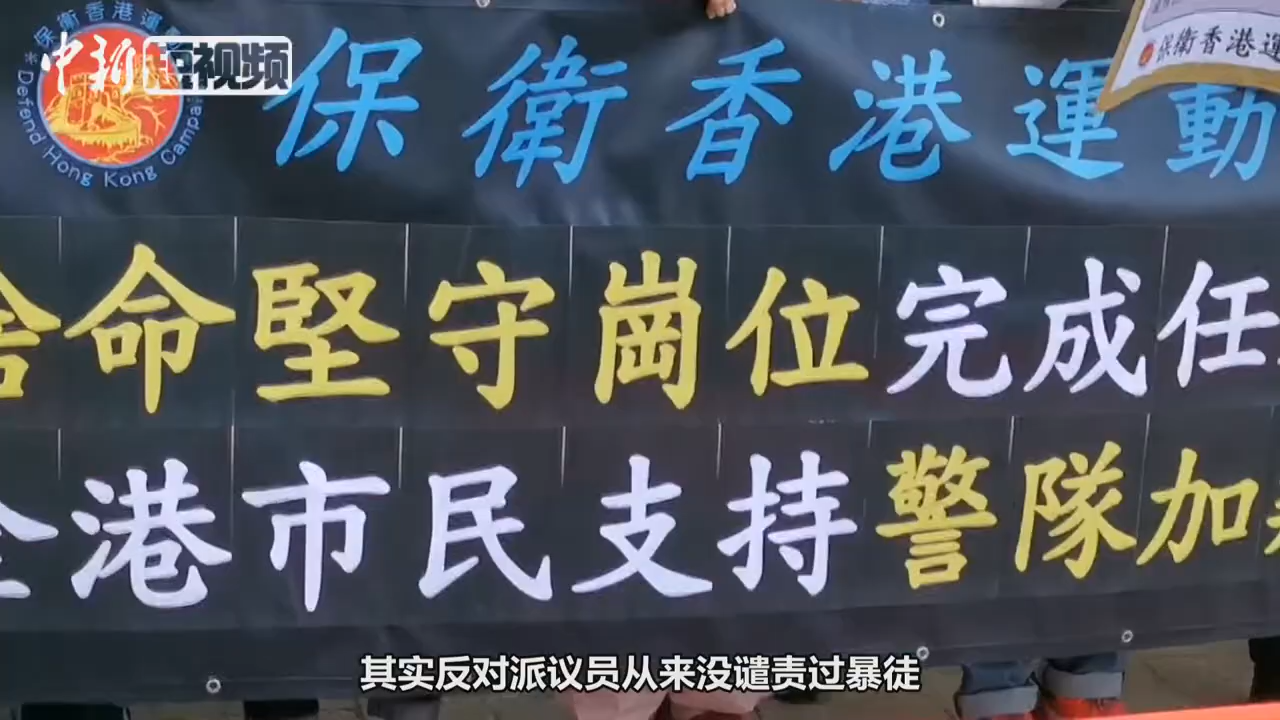 中新短视频
保衛香港運動
Defend Hong Kong Campa
保衛香港運動
保衛香港
命堅守崗位完成任
全港市民支持警隊加
其实反对派议员从来没谴责过暴徒